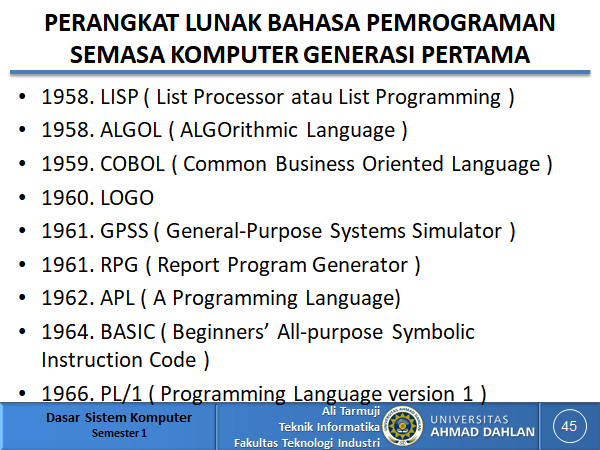 PERANGKAT LUNAK BAHASA PEMROGRAMAN
SEMASA KOMPUTER GENERASI PERTAMA
• 1958. LISP ( List Processor atau List Programming )
• 1958. ALGOL ( ALGOrithmic Language )
• 1959. COBOL ( Common Business Oriented Language )
• 1960. LOGO
• 1961. GPSS ( General-Purpose Systems Simulator )
• 1961. RPG ( Report Program Generator )
• 1962. APL ( A Programming Language)
• 1964. BASIC ( Beginners’ All-purpose Symbolic
Instruction Code )
• 1966. PL/1 ( Programming Language version 1 )
Dasar Sistem Komputer
Semester 1
Ali Tarmuji
Teknik Informatika
Fakultas Teknologi Industri
UNIVERSITAS
AHMAD DAHLAN
45